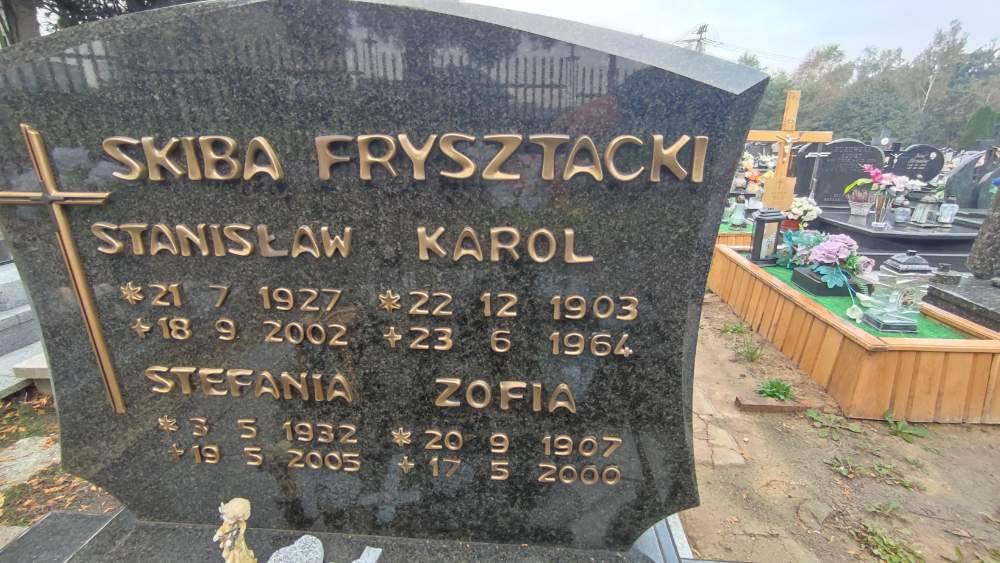 SKIBA FRYSZTACKI
STANISŁAW KAROL
* 21 7 1927 * 22 12 1903
+ 18 9 2002 + 23 6 1964
STEFANIA ZOFIA
* 3 5 1932 * 20 9 1907
+ 19 5 2005 + 17 5 2000